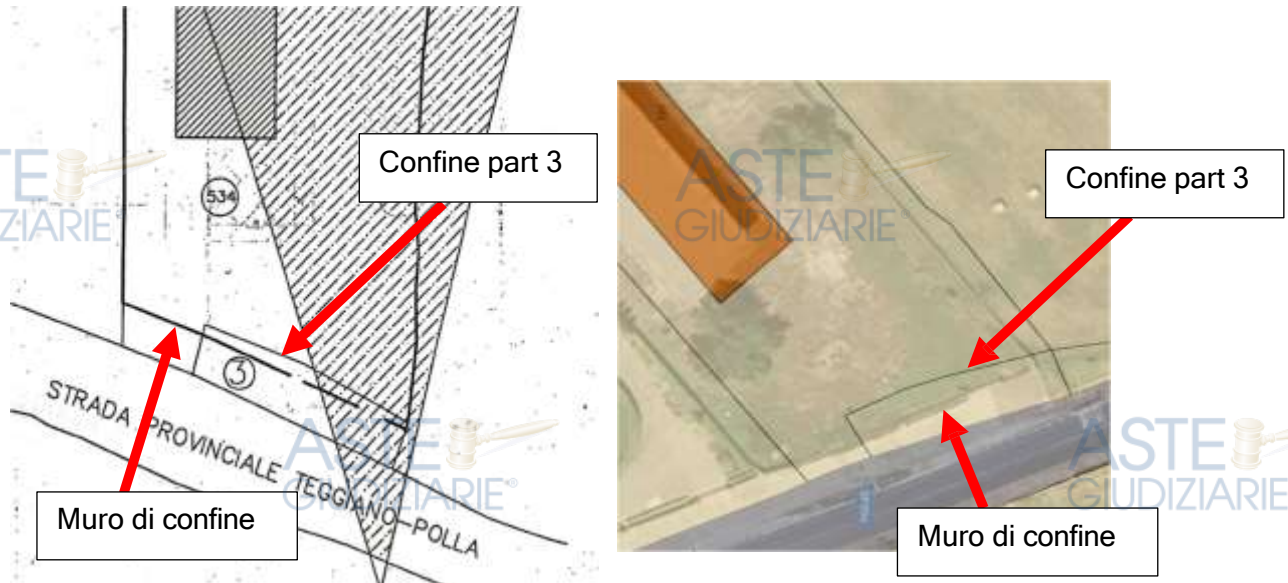 Confine part 3
534
3
STRADA PROVINCIALE TEGGIANO-POLLA
Muro di confine
ASTE
GIUDIZIARIE®
Confine part 3
Muro di confine
ASTE
GIUDIZIARIE®
E
ZIARIE
ASTE
GIUDIZIARIE